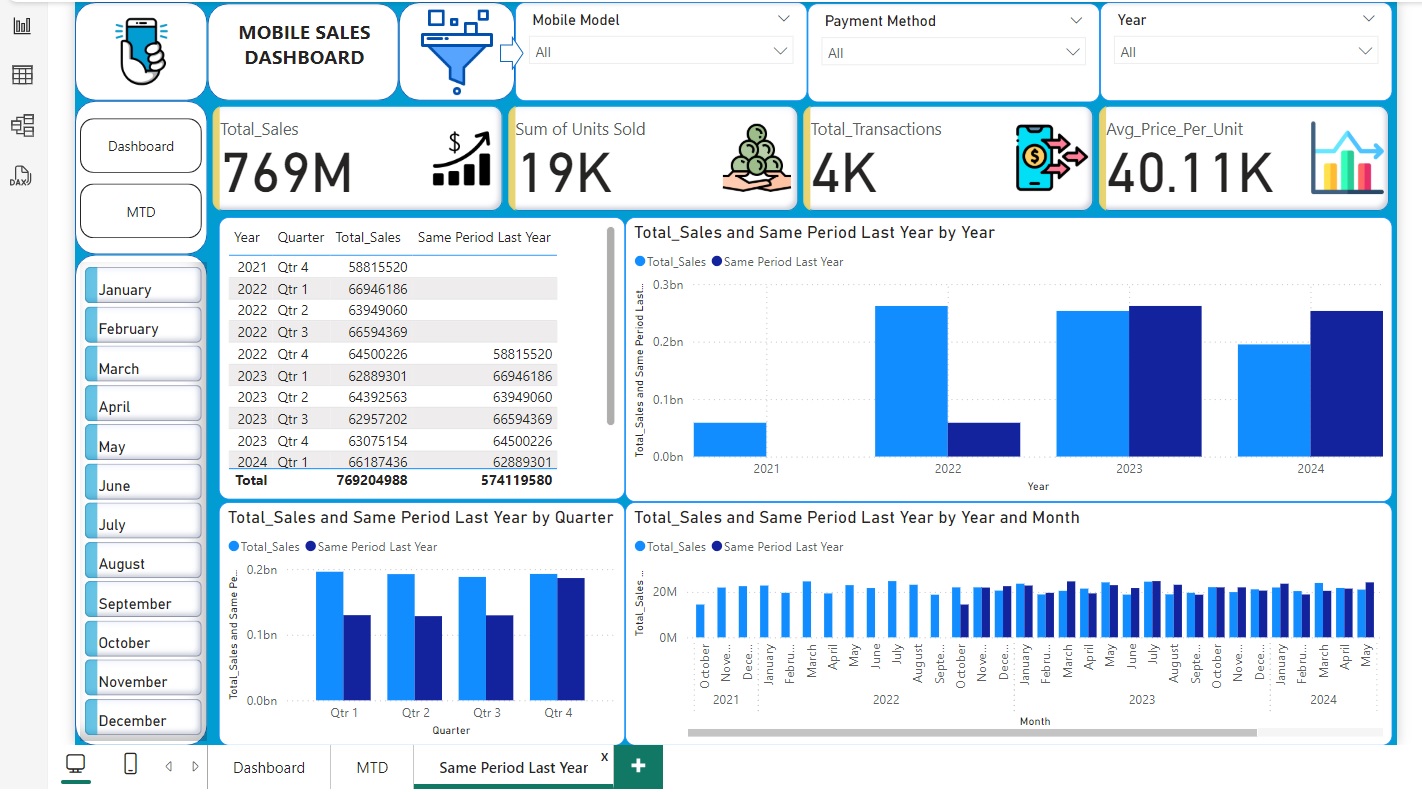 MOBILE SALES
DASHBOARD
Mobile Model
All
Payment Method
All
Year
All
Dashboard
MTD
Total_Sales
769M
$
Sum of Units Sold
19K
Total_Transactions
4K
$
Avg_Price_Per_Unit
40.11K
DAX
January
February
March
April
May
June
July
August
September
October
November
December
Year Quarter Total_Sales Same Period Last Year
2021 Qtr 4 58815520
2022 Qtr 1 66946186
2022 Qtr 2 63949060
2022 Qtr 3 66594369
2022 Qtr 4 64500226 58815520
2023 Qtr 1 62889301 66946186
2023 Qtr 2 64392563 63949060
2023 Qtr 3 62957202 66594369
2023 Qtr 4 63075154 64500226
2024 Qtr 1 66187436 62889301
Total 769204988 574119580
Total_Sales and Same Period Last Year by Year
Total_Sales Same Period Last Year
Total_Sales and Same Period Last...
0.3bn
0.2bn
0.1bn
0.0bn
2021 2022 2023 2024
Year
Total_Sales and Same Period Last Year by Quarter
Total_Sales Same Period Last Year
Total_Sales and Same Pe...
0.2bn
0.1bn
0.0bn
Qtr 1 Qtr 2 Qtr 3 Qtr 4
Quarter
Total_Sales and Same Period Last Year by Year and Month
Total_Sales Same Period Last Year
Total_Sales ...
20M
0M
October Nove... Dece... January Febru... March April May June July August Septe... October Nove... Dece... January Febru... March April May June July August Septe... October Nove... Dece... January Febru... March April May
2021 2022 2023 2024
Month
Dashboard MTD Same Period Last Year x +